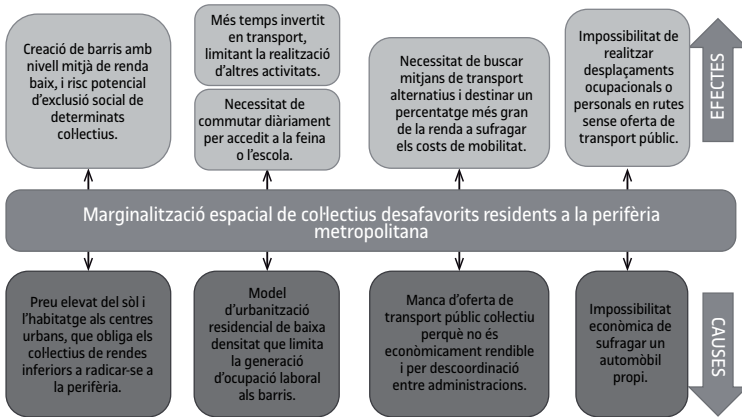 Creació de barris amb
nivell mitjà de renda
baix, i risc potencial
d'exclusió social de
determinats
col·lectius.
Més temps invertit
en transport,
limitant la realització
d'altres activitats.
Necessitat de
commutar diàriament
per accedit a la feina
o l'escola.
Necessitat de buscar
mitjans de transport
alternatius i destinar un
percentatge més gran
de la renda a sufragar
els costs de mobilitat.
Impossibilitat de
realitzar
desplaçaments
ocupacionals o
personals en rutes
sense oferta de
transport públic.
EFECTES
Marginalització espacial de col·lectius desafavorits residents a la perifèria
metropolitana
Preu elevat del sòl i
l'habitatge als centres
urbans, que obliga els
col·lectius de rendes
inferiors a radicar-se a
la perifèria.
Model
d'urbanització
residencial de baixa
densitat que limita
la generació
d'ocupació laboral
als barris.
Manca d'oferta de
transport públic col·lectiu
perquè no és
econòmicament rendible
i per descoordinació
entre administracions.
Impossibilitat
econòmica de
sufragar un
automòbil
propi.
CAUSES